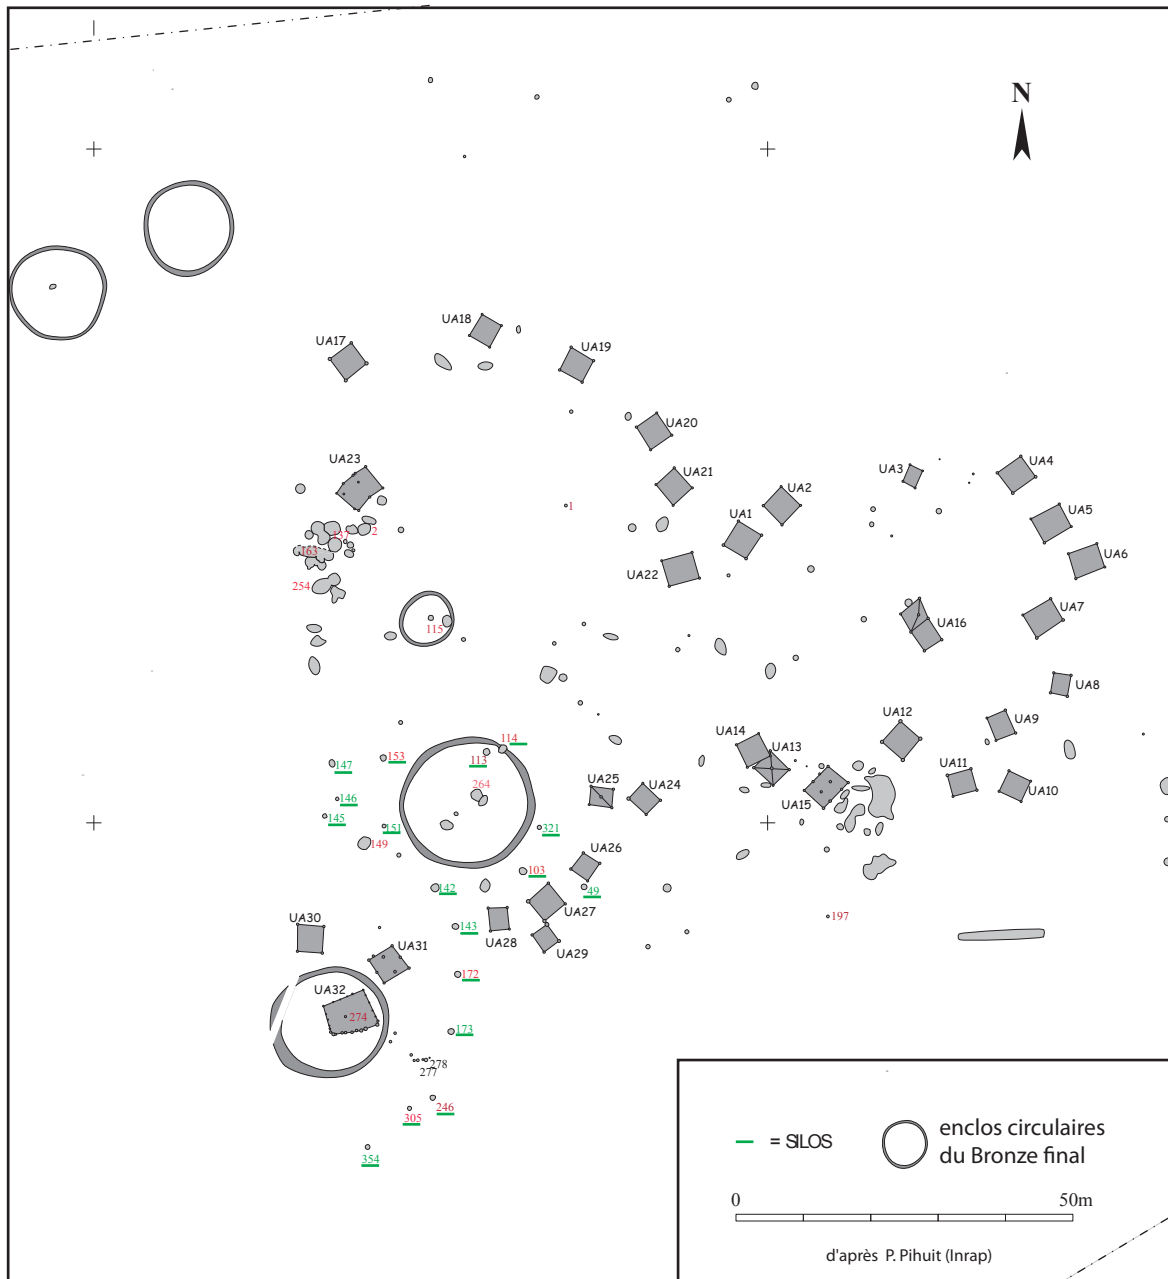 N
UA18
UA17
UA19
UA20
UA23
UA21
UA3
UA4
UA2
1
UA1
UA5
2
137
163
UA22
UA6
254
UA7
115
UA16
UA8
UA12
UA9
114
UA14
113
UA13
153
147
UA11
UA10
UA25
UA24
264
UA15
146
145
151
321
149
UA26
103
142
49
UA27
UA30
143
UA28
197
UA31
UA29
172
UA32
274
173
278
277
246
305
354
= SILOS
enclos circulaires
du Bronze final
0 50m
d'après P. Pihuit (Inrap)